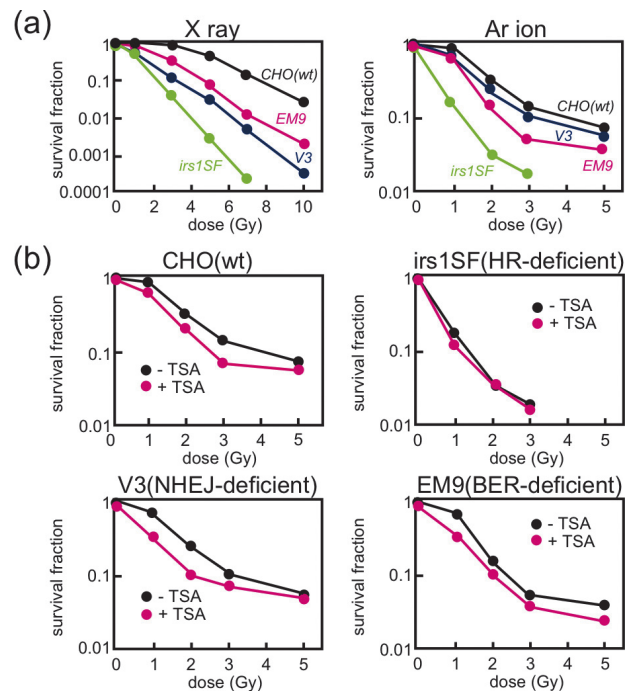 (a)
X ray
survival fraction
1
0.1
0.01
0.001
0.0001
CHO(wt)
EM9
V3
irs1SF
0 2 4 6 8 10
dose (Gy)
Ar ion
survival fraction
1
0.1
0.01
CHO(wt)
V3
irs1SF
EM9
0 1 2 3 4 5
dose (Gy)
(b)
CHO(wt)
survival fraction
1
0.1
0.01
- TSA
+ TSA
0 1 2 3 4 5
dose (Gy)
irs1SF(HR-deficient)
survival fraction
1
0.1
0.01
- TSA
+ TSA
0 1 2 3 4 5
dose (Gy)
V3(NHEJ-deficient)
survival fraction
1
0.1
0.01
- TSA
+ TSA
0 1 2 3 4 5
dose (Gy)
EM9(BER-deficient)
survival fraction
1
0.1
0.01
- TSA
+ TSA
0 1 2 3 4 5
dose (Gy)